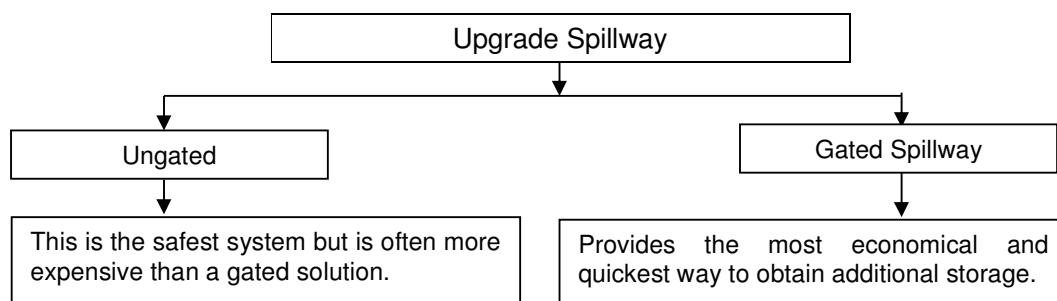 Upgrade Spillway
Ungated
Gated Spillway
This is the safest system but is often more
expensive than a gated solution.
Provides the most economical and
quickest way to obtain additional storage.